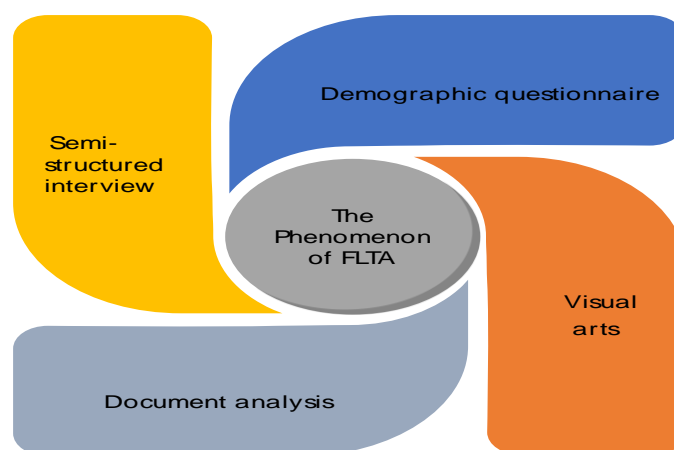 Demographic questionnaire
Semi-
structured
interview
The
Phenomenon
of FLTA
Visual
arts
Document analysis